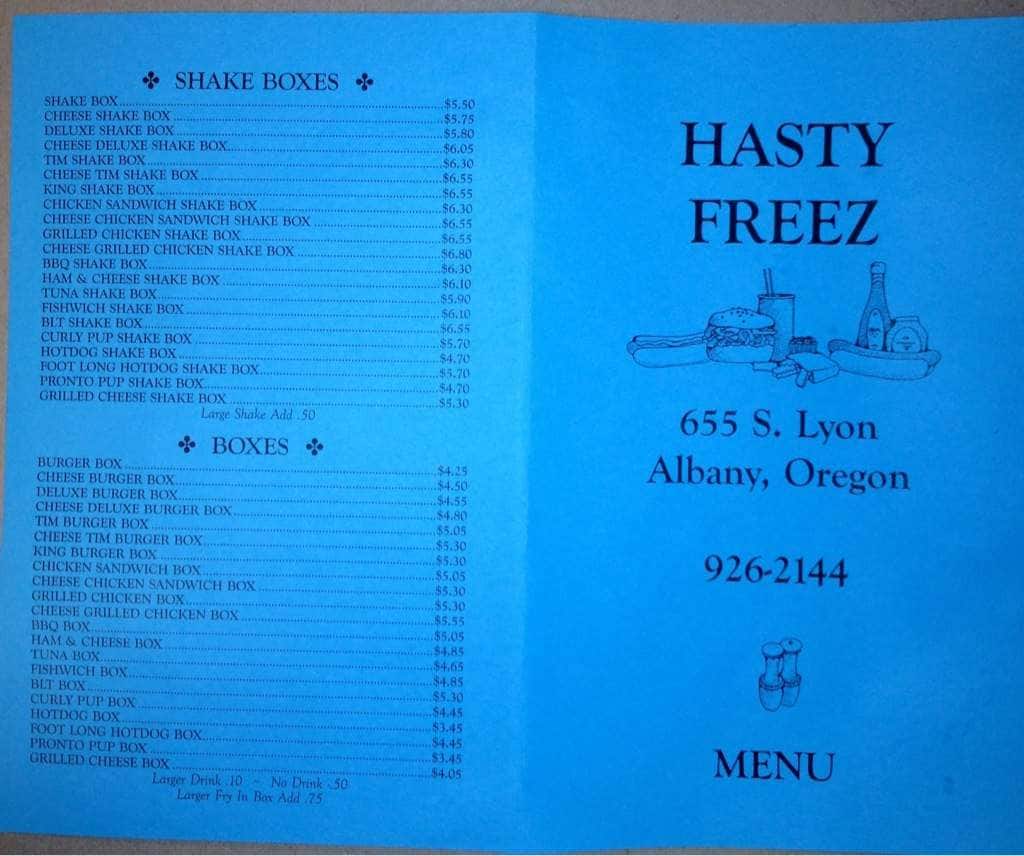 SHAKE BOXES
SHAKE BOX $5.50
CHEESE SHAKE BOX $5.75
DELUXE SHAKE BOX $5.80
CHEESE DELUXE SHAKE BOX $6.05
TIM SHAKE BOX $6.30
CHEESE TIM SHAKE BOX $6.55
KING SHAKE BOX $6.55
CHICKEN SANDWICH SHAKE BOX $6.30
CHEESE CHICKEN SANDWICH SHAKE BOX $6.55
GRILLED CHICKEN SHAKE BOX $6.55
CHEESE GRILLED CHICKEN SHAKE BOX $6.80
BBQ SHAKE BOX $6.30
HAM & CHEESE SHAKE BOX $6.10
TUNA SHAKE BOX $5.90
FISHWICH SHAKE BOX $6.10
BLT SHAKE BOX $6.55
CURLY PUP SHAKE BOX $5.70
HOTDOG SHAKE BOX $4.70
FOOT LONG HOTDOG SHAKE BOX $5.70
PRONTO PUP SHAKE BOX $4.70
GRILLED CHEESE SHAKE BOX $5.30
Large Shake Add .50
BOXES
BURGER BOX $4.25
CHEESE BURGER BOX $4.50
DELUXE BURGER BOX $4.55
CHEESE DELUXE BURGER BOX $4.80
TIM BURGER BOX $5.05
CHEESE TIM BURGER BOX $5.30
KING BURGER BOX $5.30
CHICKEN SANDWICH BOX $5.05
CHEESE CHICKEN SANDWICH BOX $5.30
GRILLED CHICKEN BOX $5.30
CHEESE GRILLED CHICKEN BOX $5.55
BBQ BOX $5.05
HAM & CHEESE BOX $4.85
TUNA BOX $4.65
FISHWICH BOX $4.85
BLT BOX $5.30
CURLY PUP BOX $4.45
HOTDOG BOX $3.45
FOOT LONG HOTDOG BOX $4.45
PRONTO PUP BOX $3.45
GRILLED CHEESE BOX $4.05
Larger Drink .10 ~ No Drink -.50
Larger Fry In Box Add .75
HASTY
FREEZ
655 S. Lyon
Albany, Oregon
926-2144
MENU